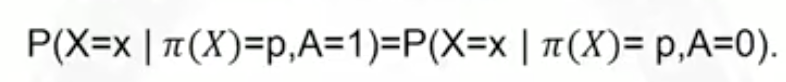 P(X=x | π(X)=p,A=1)=P(X=x | π(X)= p,A=0).